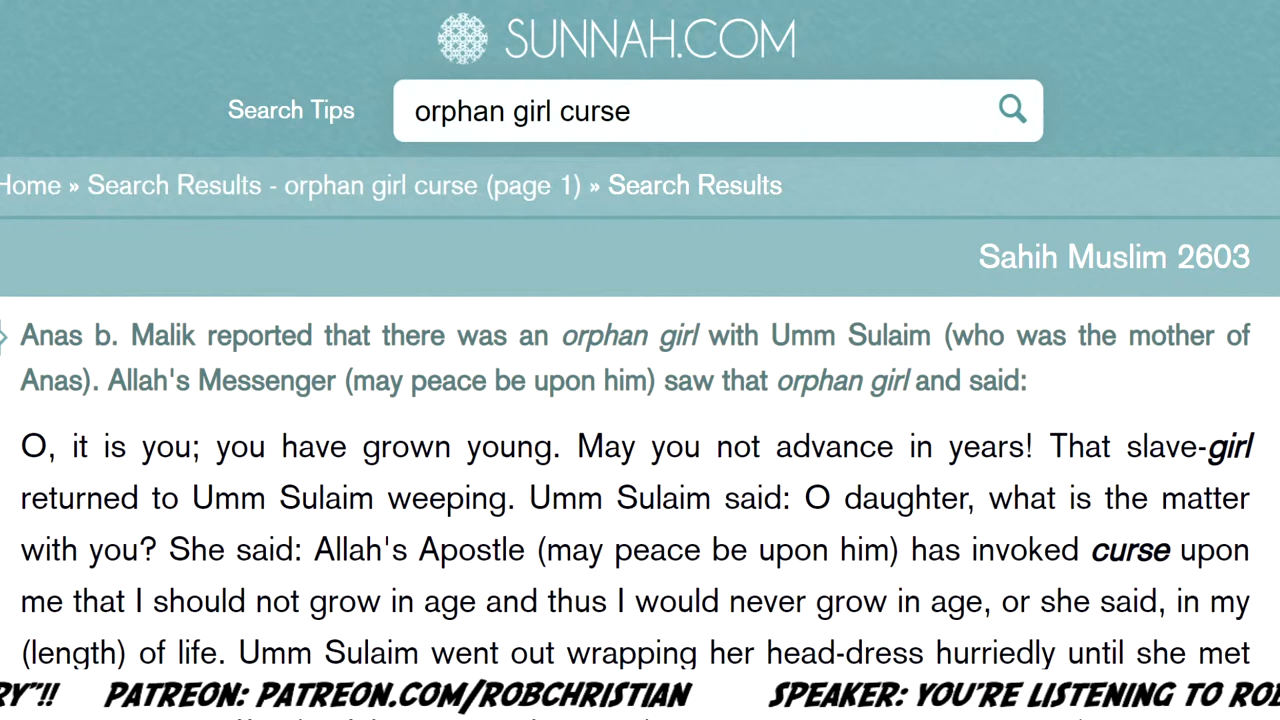 SUNNAH.COM
Search Tips
orphan girl curse
Home » Search Results - orphan girl curse (page 1) » Search Results
Sahih Muslim 2603
Anas b. Malik reported that there was an orphan girl with Umm Sulaim (who was the mother of
Anas). Allah's Messenger (may peace be upon him) saw that orphan girl and said:
O, it is you; you have grown young. May you not advance in years! That slave-girl
returned to Umm Sulaim weeping. Umm Sulaim said: O daughter, what is the matter
with you? She said: Allah's Apostle (may peace be upon him) has invoked curse upon
me that I should not grow in age and thus I would never grow in age, or she said, in my
(length) of life. Umm Sulaim went out wrapping her head-dress hurriedly until she met
RY"!! PATREON: PATREON.COM/ROBCHRISTIAN SPEAKER: YOU'RE LISTENING TO ROB